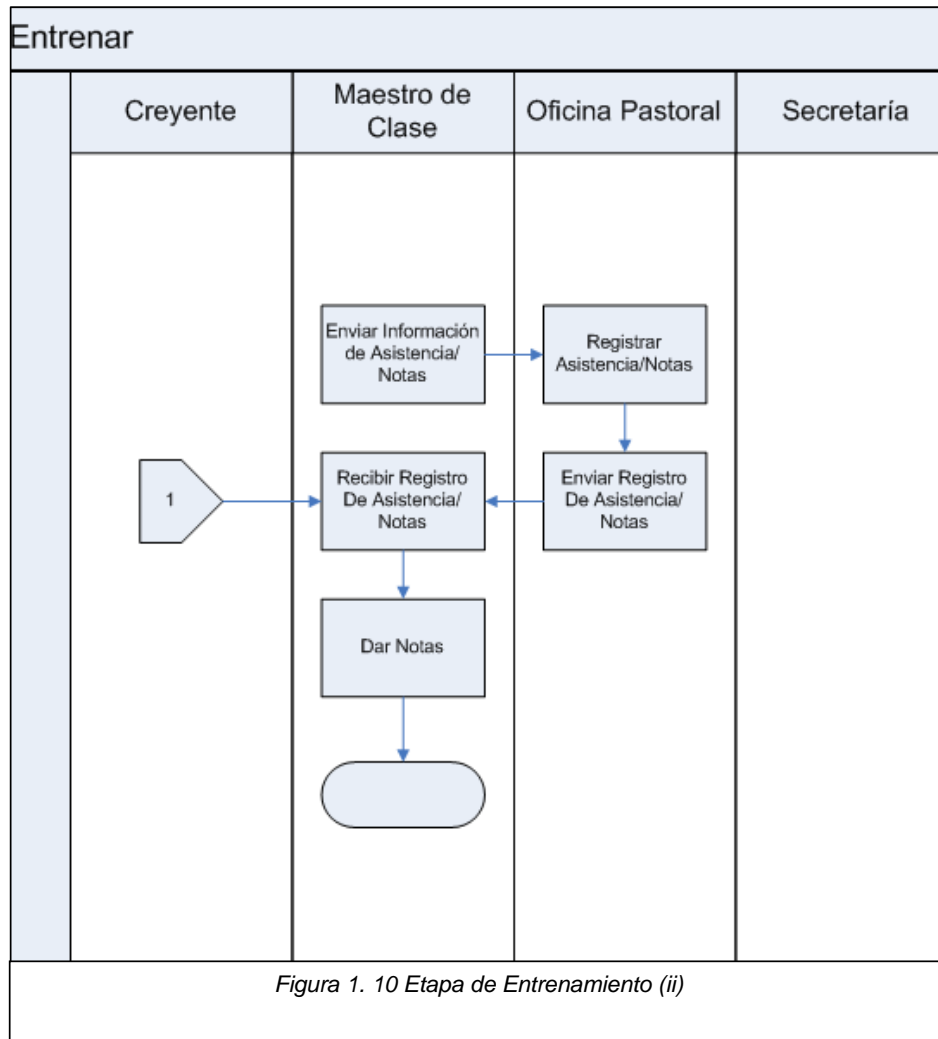 Entrenar
Creyente
Maestro de
Clase
Oficina Pastoral
Secretaría
Enviar Información
de Asistencia/
Notas
Registrar
Asistencia/Notas
1
Recibir Registro
De Asistencia/
Notas
Enviar Registro
De Asistencia/
Notas
Dar Notas
Figura 1. 10 Etapa de Entrenamiento (ii)